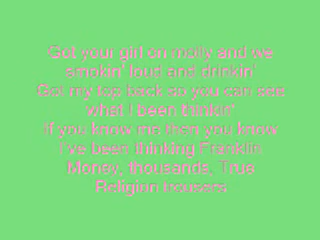 Got your girl on molly and we
smokin' loud and drinkin'
Got my top back so you can see
what I been thinkin'
If you know me then you know
I've been thinking Franklin
Money, thousands, True
Religion trousers